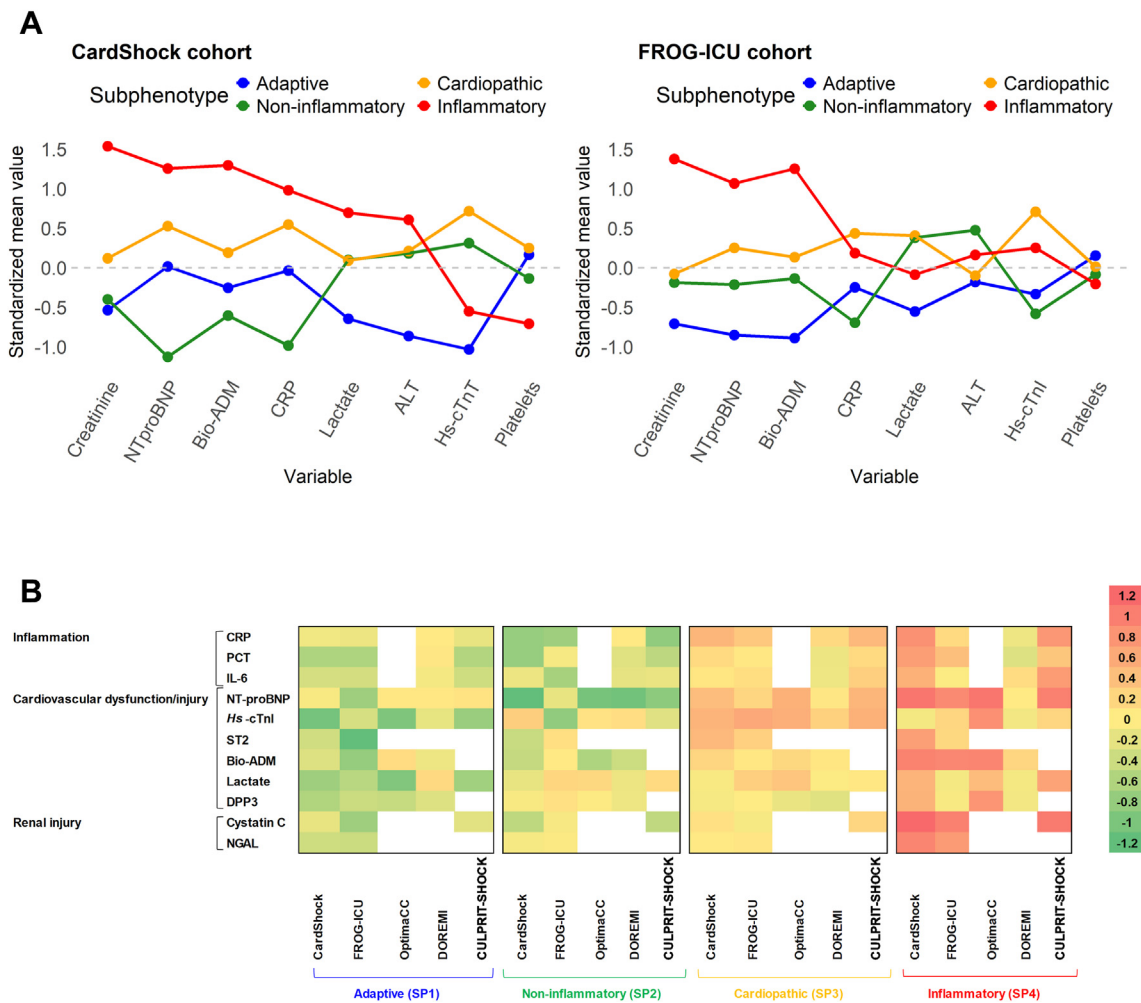 A
CardShock cohort
Subphenotype
Adaptive
Cardiopathic
Non-inflammatory
Inflammatory
Standardized mean value
1.5
1.0
0.5
0.0
-0.5
-1.0
Creatinine
NTproBNP
Bio-ADM
CRP
Lactate
ALT
Hs-cTnT
Platelets
Variable
FROG-ICU cohort
Subphenotype
Adaptive
Cardiopathic
Non-inflammatory
Inflammatory
Standardized mean value
1.5
1.0
0.5
0.0
-0.5
-1.0
Creatinine
NTproBNP
Bio-ADM
CRP
Lactate
ALT
Hs-cTnI
Platelets
Variable
B
Inflammation
CRP
PCT
IL-6
Cardiovascular dysfunction/injury
NT-proBNP
Hs -cTnI
ST2
Bio-ADM
Lactate
DPP3
Renal injury
Cystatin C
NGAL
1.2
1
0.8
0.6
0.4
0.2
0
-0.2
-0.4
-0.6
-0.8
-1
-1.2
CardShock
FROG-ICU
OptimaCC
DOREMI
CULPRIT-SHOCK
Adaptive (SP1)
CardShock
FROG-ICU
OptimaCC
DOREMI
CULPRIT-SHOCK
Non-inflammatory (SP2)
CardShock
FROG-ICU
OptimaCC
DOREMI
CULPRIT-SHOCK
Cardiopathic (SP3)
CardShock
FROG-ICU
OptimaCC
DOREMI
CULPRIT-SHOCK
Inflammatory (SP4)